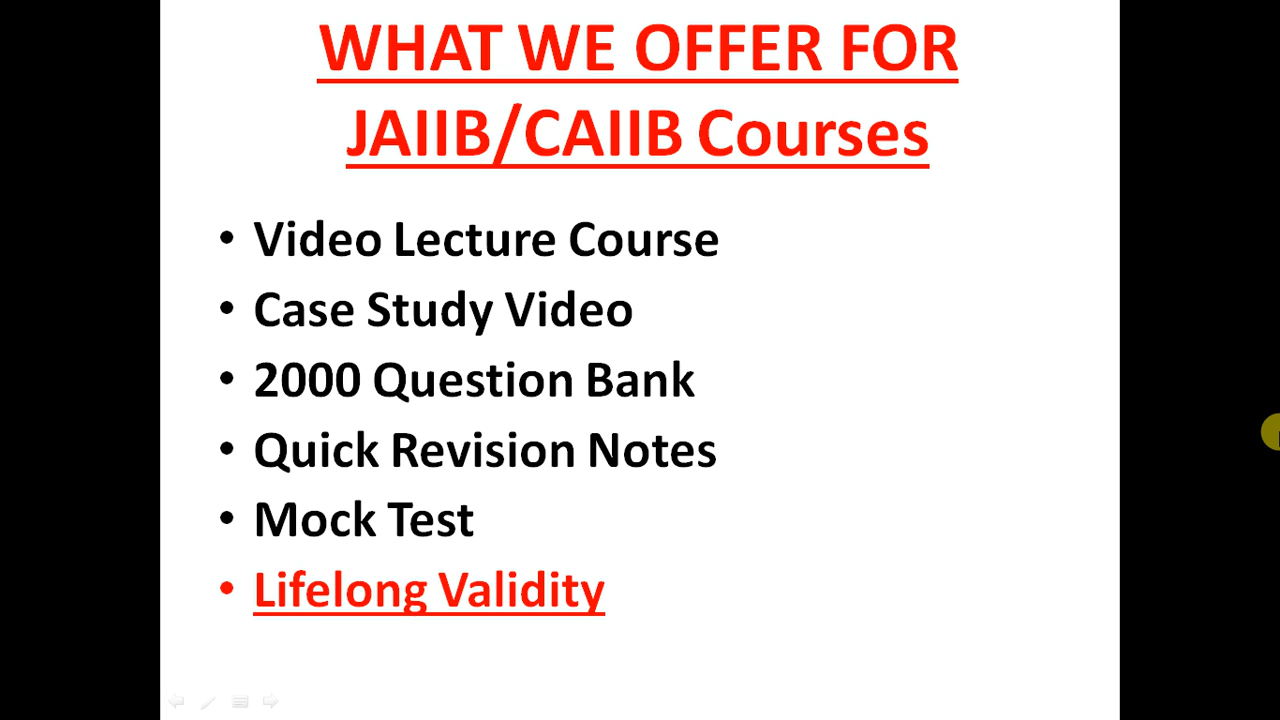 WHAT WE OFFER FOR
JAIIB/CAIIB Courses
• Video Lecture Course
• Case Study Video
• 2000 Question Bank
• Quick Revision Notes
• Mock Test
• Lifelong Validity